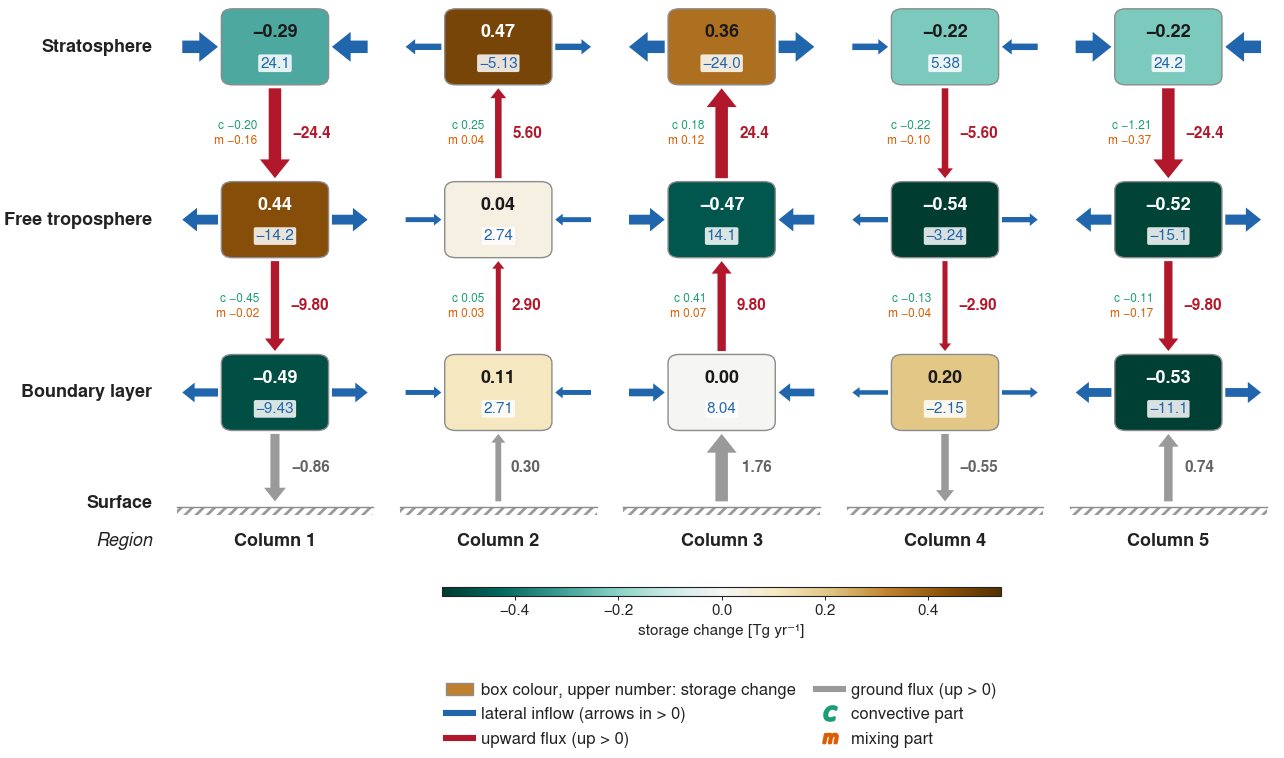 Stratosphere
−0.29
24.1
0.47
−5.13
0.36
−24.0
−0.22
5.38
−0.22
24.2
c −0.20
m −0.16
−24.4
c 0.25
m 0.04
5.60
c 0.18
m 0.12
24.4
c −0.22
m −0.10
−5.60
c −1.21
m −0.37
−24.4
Free troposphere
0.44
−14.2
0.04
2.74
−0.47
14.1
−0.54
−3.24
−0.52
−15.1
c −0.45
m −0.02
−9.80
c 0.05
m 0.03
2.90
c 0.41
m 0.07
9.80
c −0.13
m −0.04
−2.90
c −0.11
m −0.17
−9.80
Boundary layer
−0.49
−9.43
0.11
2.71
0.00
8.04
0.20
−2.15
−0.53
−11.1
−0.86
0.30
1.76
−0.55
0.74
Surface
Region
Column 1
Column 2
Column 3
Column 4
Column 5
−0.4
−0.2
0.0
0.2
0.4
storage change [Tg yr⁻¹]
box colour, upper number: storage change
lateral inflow (arrows in > 0)
upward flux (up > 0)
ground flux (up > 0)
c convective part
m mixing part